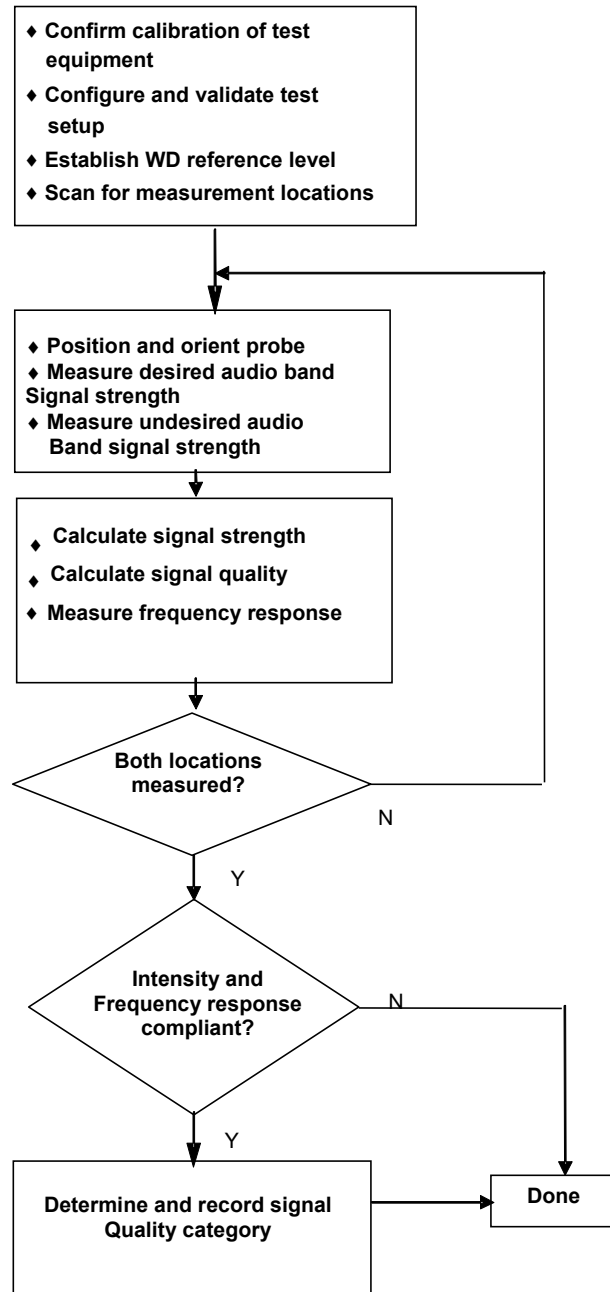 ♦ Confirm calibration of test
equipment
♦ Configure and validate test
setup
♦ Establish WD reference level
♦ Scan for measurement locations
♦ Position and orient probe
♦ Measure desired audio band
Signal strength
♦ Measure undesired audio
Band signal strength
♦ Calculate signal strength
♦ Calculate signal quality
♦ Measure frequency response
Both locations
measured?
N
Y
Intensity and
Frequency response
compliant?
N
Y
Determine and record signal
Quality category
Done